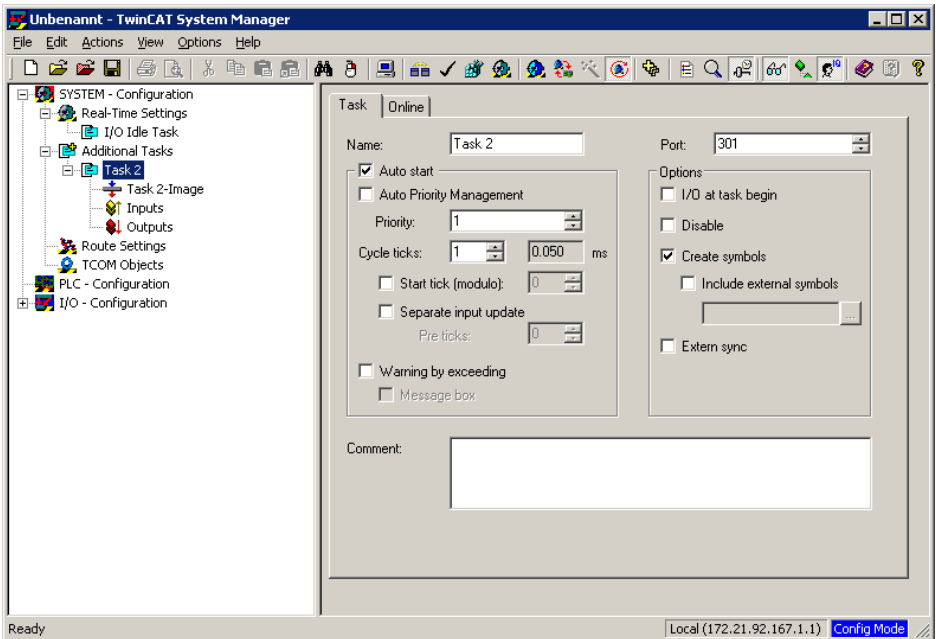 Unbenannt - TwinCAT System Manager
File Edit Actions View Options Help
SYSTEM - Configuration
Real-Time Settings
I/O Idle Task
Additional Tasks
Task 2
Task 2-Image
Inputs
Outputs
Route Settings
TCOM Objects
PLC - Configuration
I/O - Configuration
Task Online
Name: Task 2
Port: 301
Auto start
Auto Priority Management
Priority: 1
Cycle ticks: 1 0.050 ms
Start tick (modulo): 0
Separate input update
Pre ticks: 0
Warning by exceeding
Message box
Options
I/O at task begin
Disable
Create symbols
Include external symbols
...
Extern sync
Comment:
Ready
Local (172.21.92.167.1.1) Config Mode